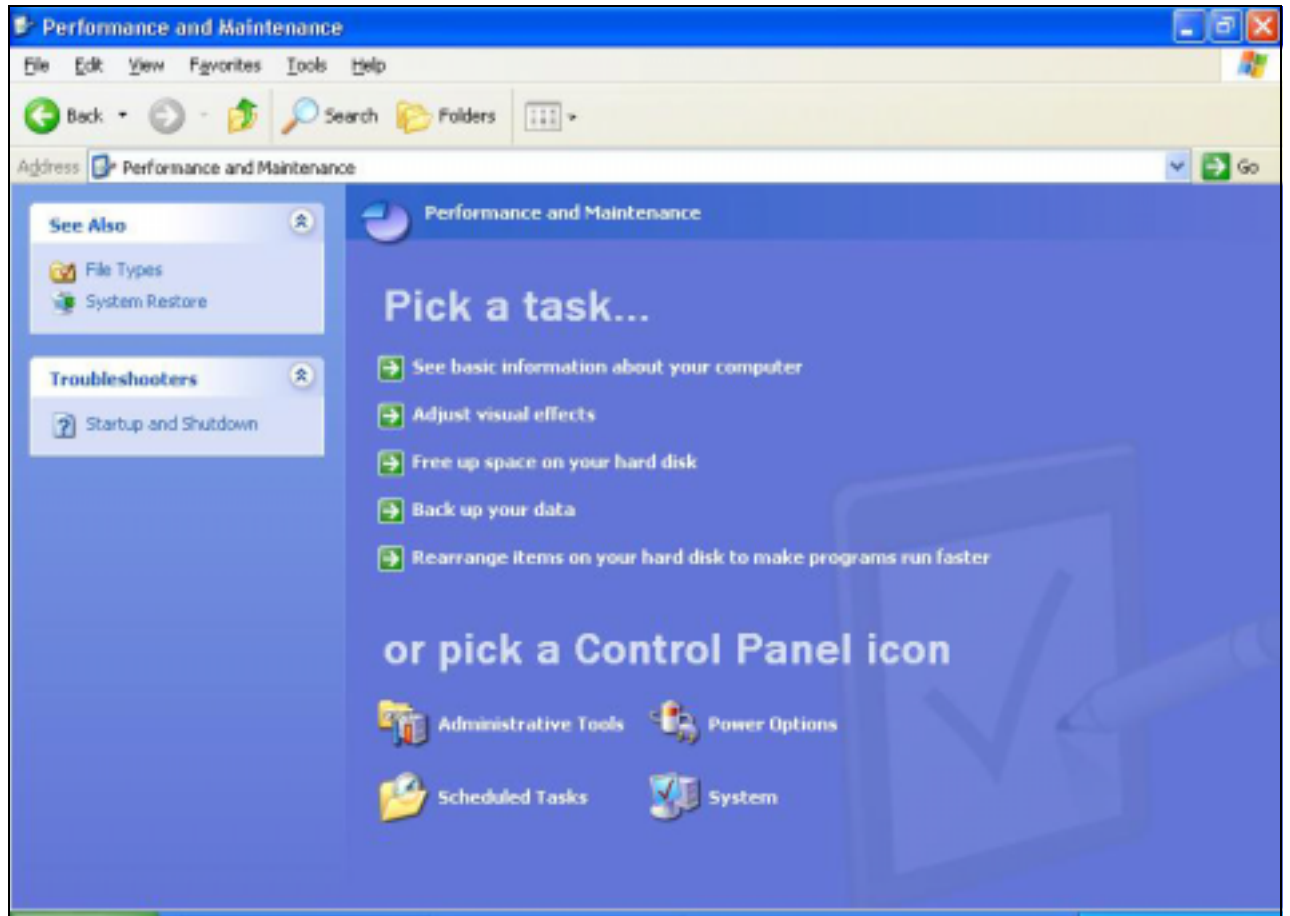 Performance and Maintenance
File Edit View Favorites Tools Help
Back Search Folders
Address Performance and Maintenance Go
See Also
File Types
System Restore
Troubleshooters
Startup and Shutdown
Performance and Maintenance
Pick a task...
See basic information about your computer
Adjust visual effects
Free up space on your hard disk
Back up your data
Rearrange items on your hard disk to make programs run faster
or pick a Control Panel icon
Administrative Tools Power Options
Scheduled Tasks System